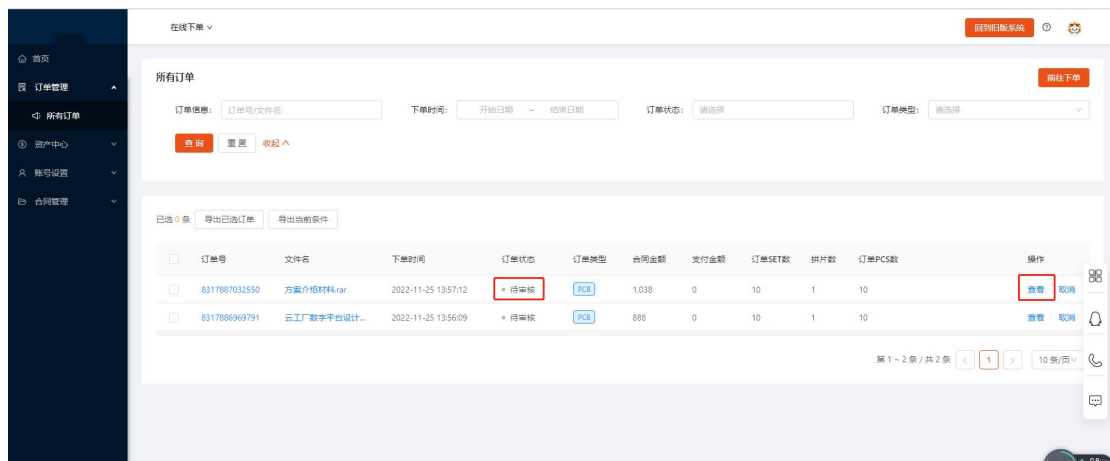 在线下单
回到旧版系统
首页
订单管理
所有订单
资产中心
账号设置
合同管理
所有订单
前往下单
订单信息: 订单号/文件名 下单时间: 开始日期 ~ 结束日期 订单状态: 请选择 订单类型: 请选择
查询 重置 收起
已选 0 条 导出已选订单 导出当前条件
订单号 文件名 下单时间 订单状态 订单类型 合同金额 支付金额 订单SET数 拼片数 订单PCS数 操作
8317887032550 方案介绍材料.rar 2022-11-25 13:57:12 待审核 PCB 1,038 0 10 1 10 查看 取消
8317886969791 云工厂数字平台设计... 2022-11-25 13:56:09 待审核 PCB 888 0 10 1 10 查看 取消
第 1 ~ 2 条 / 共 2 条 < 1 > 10 条/页